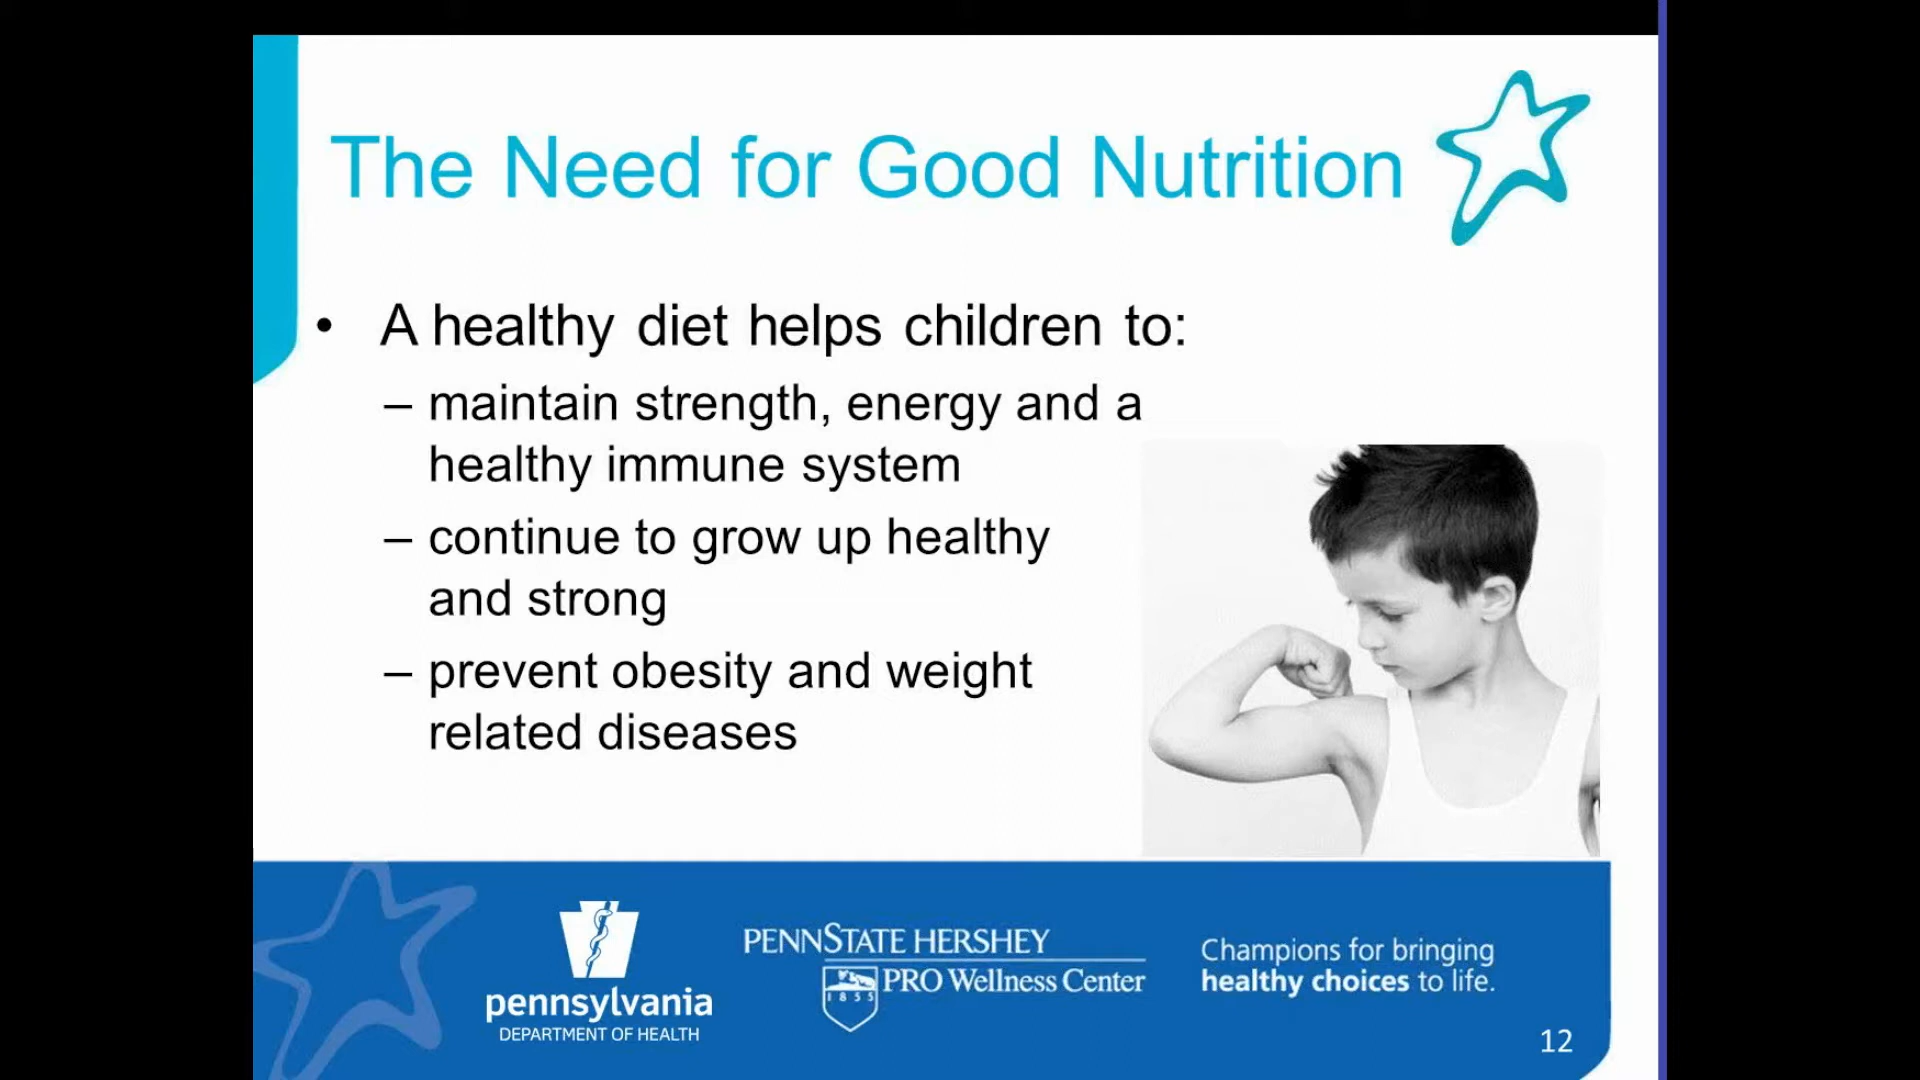 The Need for Good Nutrition
• A healthy diet helps children to:
– maintain strength, energy and a
healthy immune system
– continue to grow up healthy
and strong
– prevent obesity and weight
related diseases
pennsylvania
DEPARTMENT OF HEALTH
PENNSTATE HERSHEY
PRO Wellness Center
1855
Champions for bringing
healthy choices to life.
12